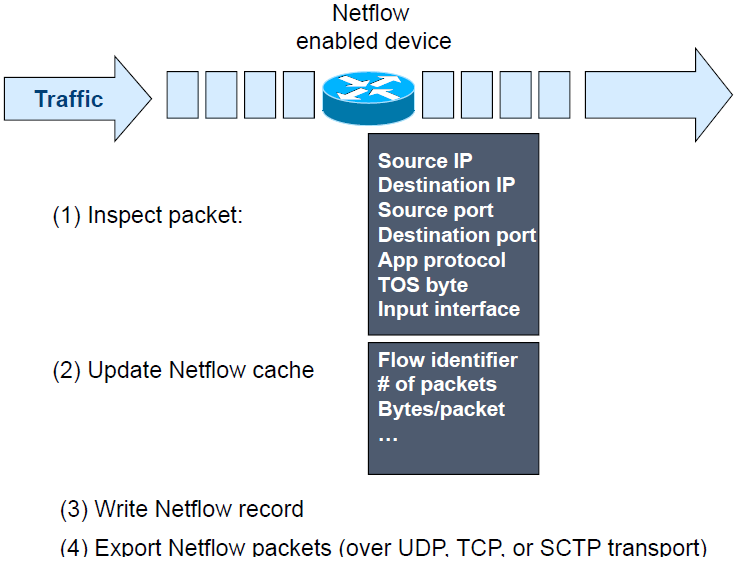 Netflow
enabled device
Traffic
(1) Inspect packet:
Source IP
Destination IP
Source port
Destination port
App protocol
TOS byte
Input interface
(2) Update Netflow cache
Flow identifier
# of packets
Bytes/packet
…
(3) Write Netflow record
(4) Export Netflow packets (over UDP, TCP, or SCTP transport)